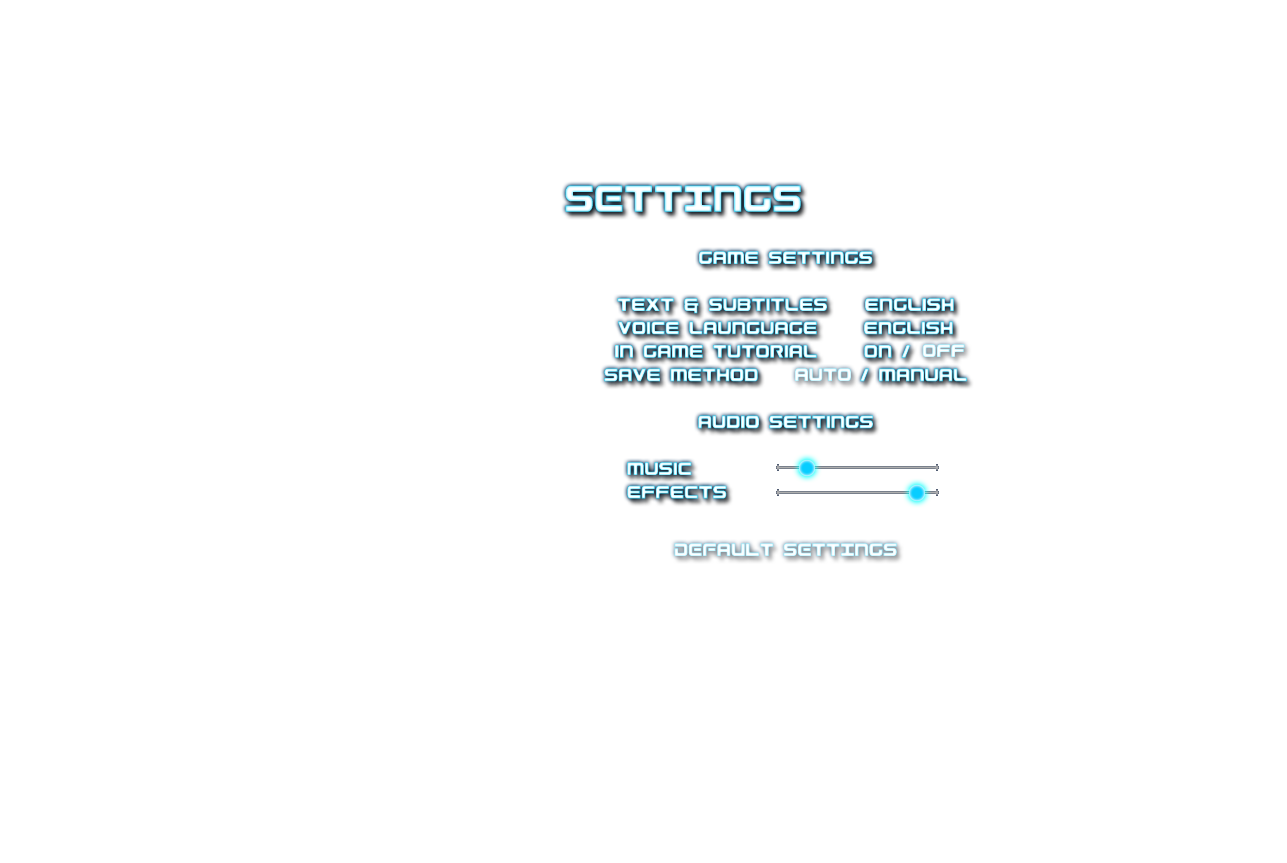 SETTINGS
GAME SETTINGS
TEXT & SUBTITLES ENGLISH
VOICE LAUNGUAGE ENGLISH
IN GAME TUTORIAL ON / OFF
SAVE METHOD AUTO / MANUAL
AUDIO SETTINGS
MUSIC
EFFECTS
DEFAULT SETTINGS